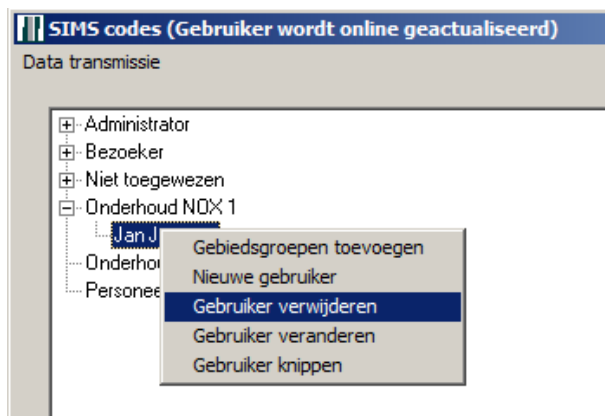 SIMS codes (Gebruiker wordt online geactualiseerd)
Data transmissie
Administrator
Bezoeker
Niet toegewezen
Onderhoud NOX 1
Jan
Gebiedsgroepen toevoegen
Nieuwe gebruiker
Gebruiker verwijderen
Gebruiker veranderen
Gebruiker knippen